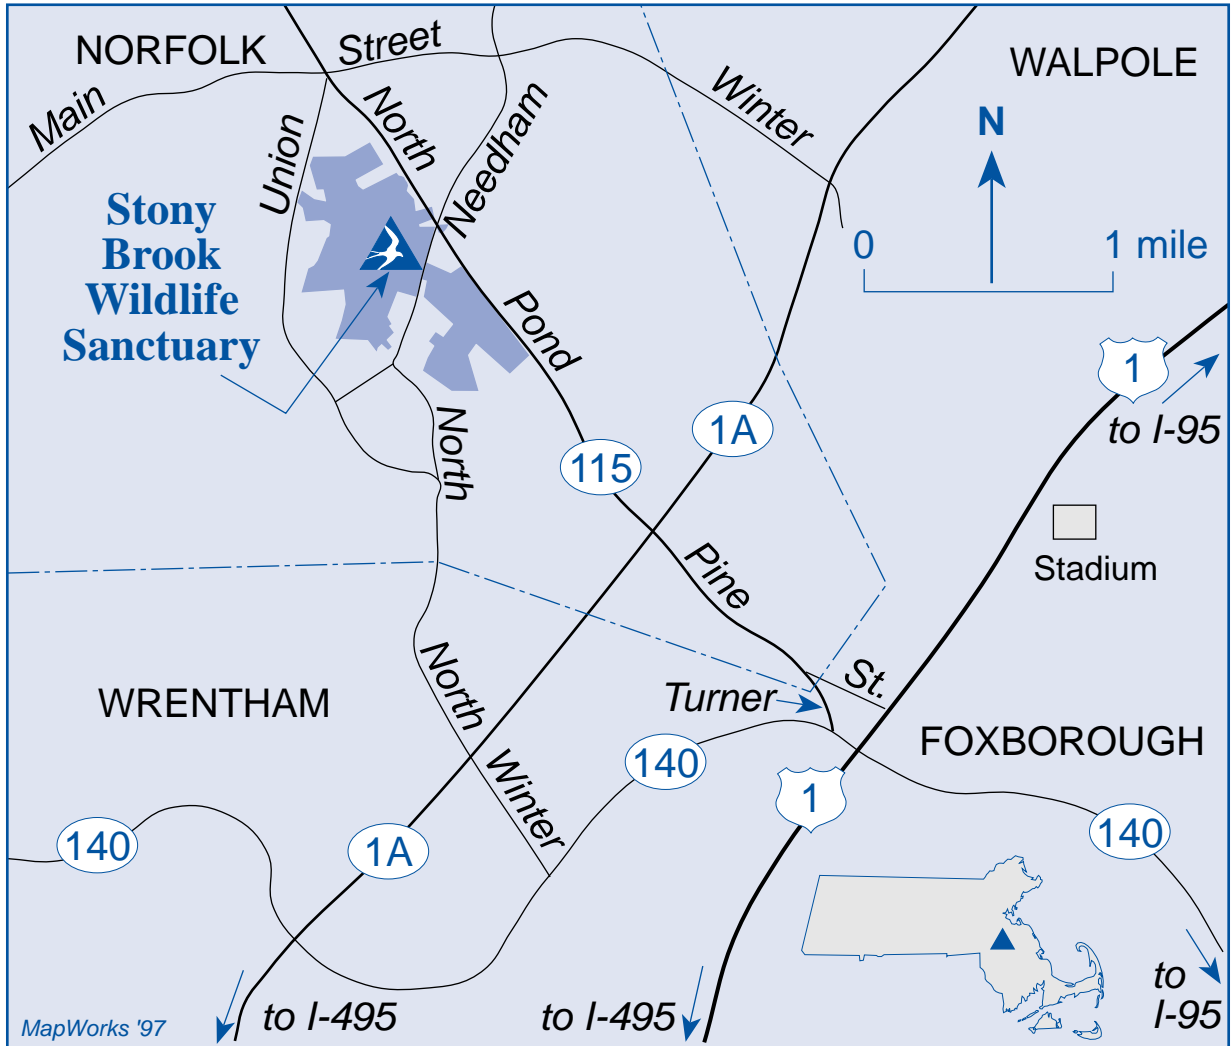 NORFOLK
Street
WALPOLE
Main
Union
North
Needham
Winter
N
Stony
Brook
Wildlife
Sanctuary
0 1 mile
Pond
1
to I-95
North
115
1A
Stadium
Pine
North
WRENTHAM
Turner
St.
FOXBOROUGH
140
Winter
1
140
1A
140
to
I-95
to I-495
to I-495
MapWorks '97